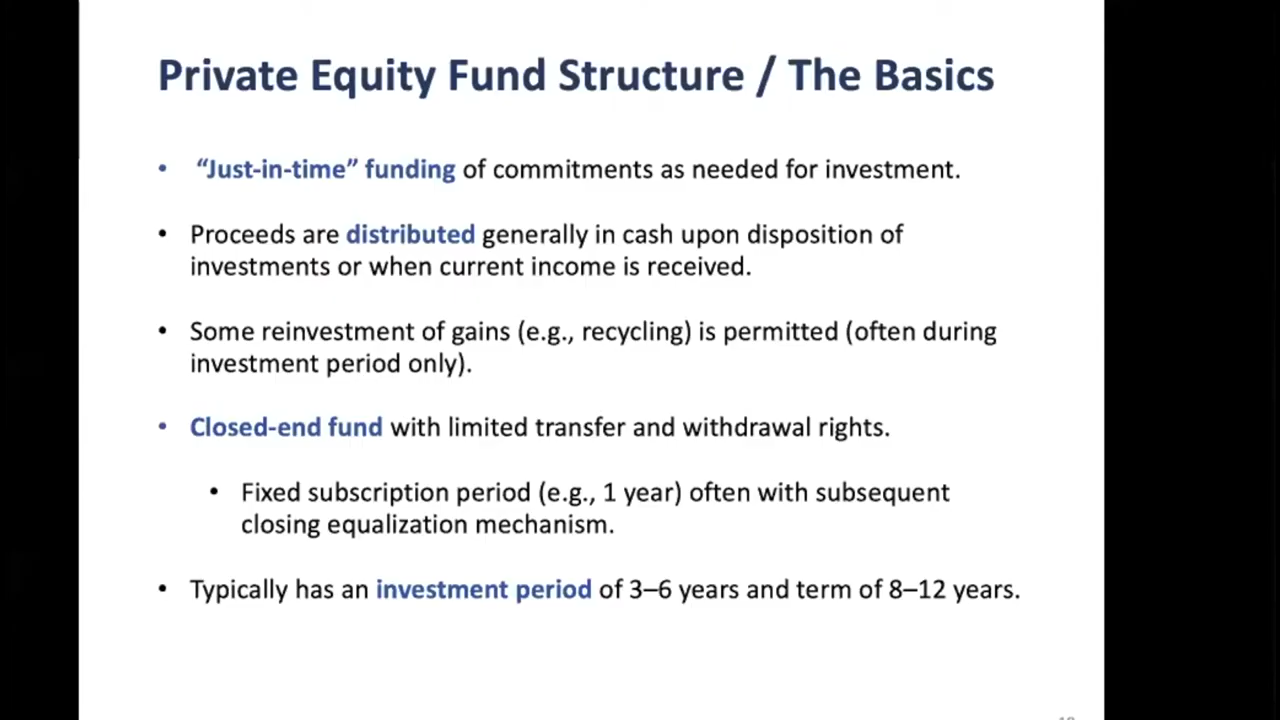 Private Equity Fund Structure / The Basics
• “Just-in-time” funding of commitments as needed for investment.
• Proceeds are distributed generally in cash upon disposition of
investments or when current income is received.
• Some reinvestment of gains (e.g., recycling) is permitted (often during
investment period only).
• Closed-end fund with limited transfer and withdrawal rights.
• Fixed subscription period (e.g., 1 year) often with subsequent
closing equalization mechanism.
• Typically has an investment period of 3–6 years and term of 8–12 years.